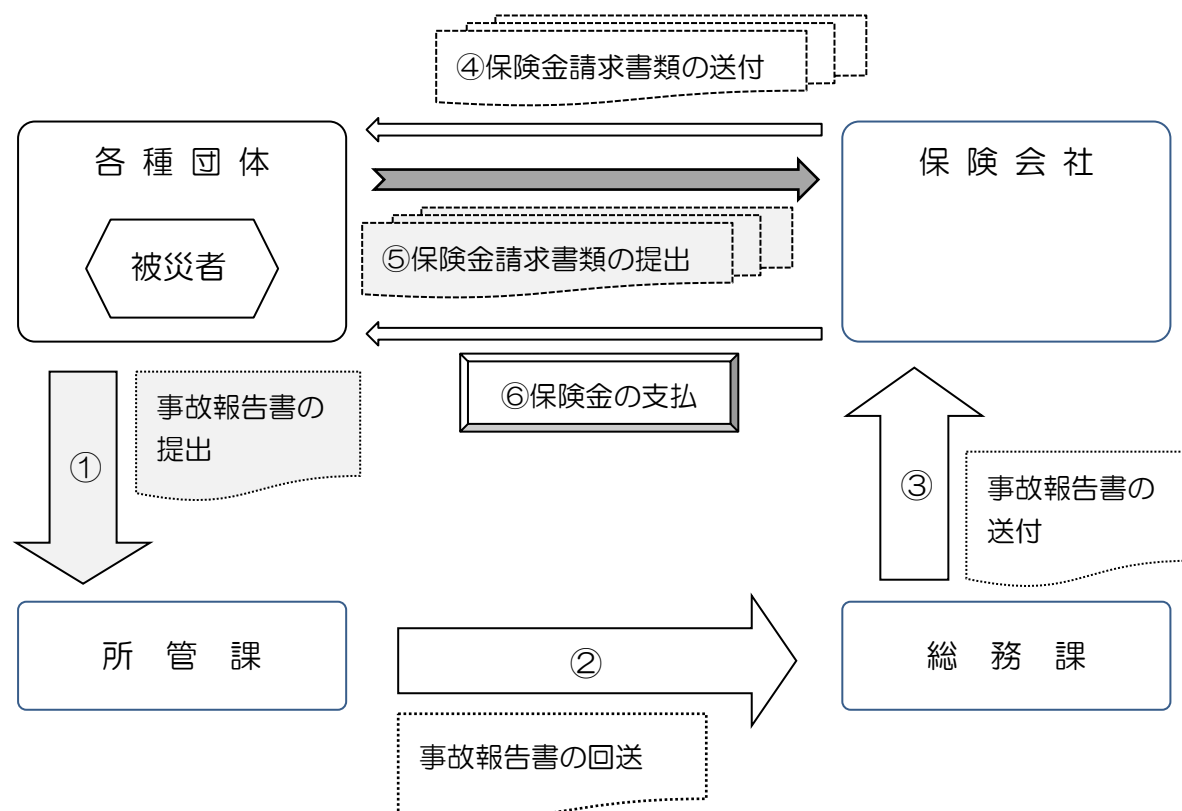 ④保険金請求書類の送付
各種団体
保険会社
被災者
⑤保険金請求書類の提出
⑥保険金の支払
事故報告書の
提出
①
③
事故報告書の
送付
所管課
②
総務課
事故報告書の回送